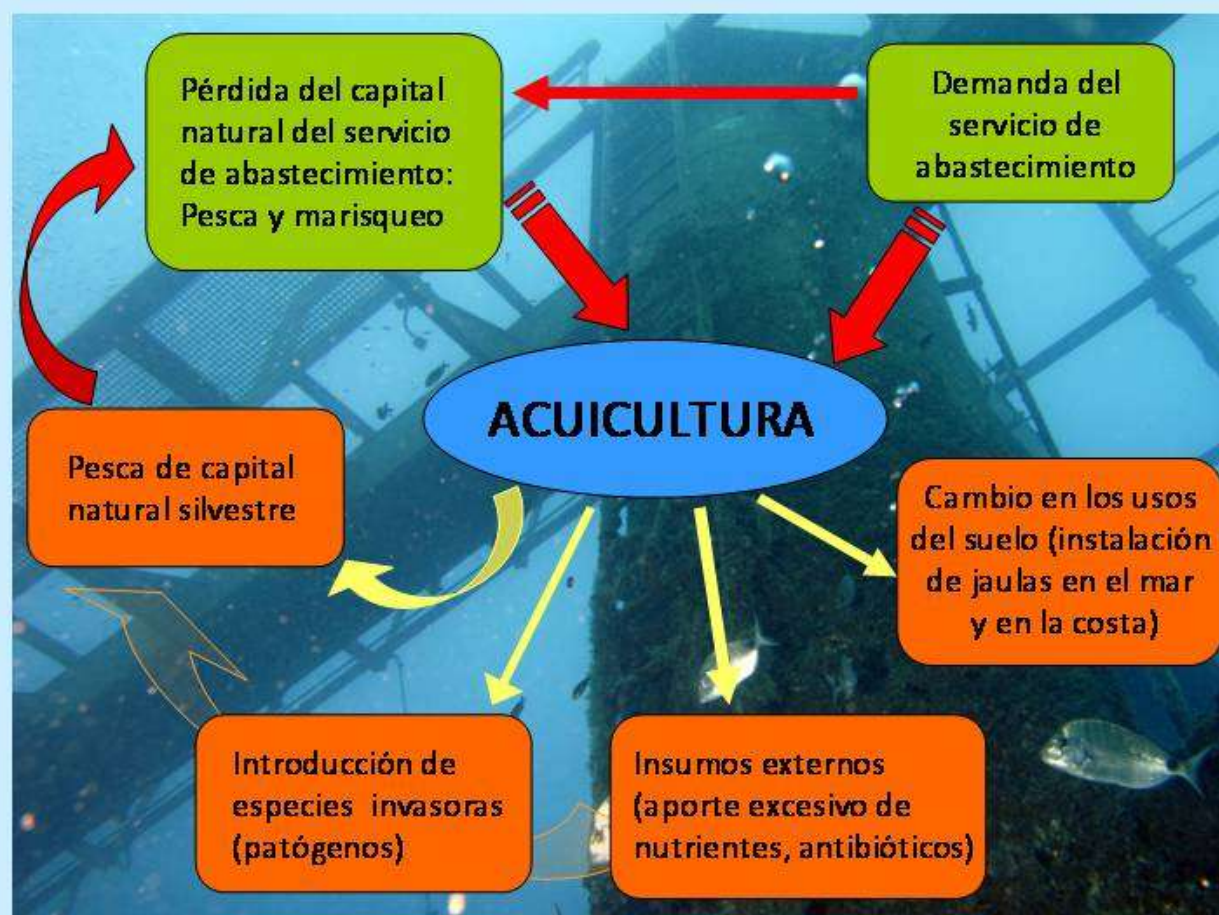 Pérdida del capital
natural del servicio
de abastecimiento:
Pesca y marisqueo
Demanda del
servicio de
abastecimiento
ACUICULTURA
Pesca de capital
natural silvestre
Cambio en los usos
del suelo (instalación
de jaulas en el mar
y en la costa)
Introducción de
especies invasoras
(patógenos)
Insumos externos
(aporte excesivo de
nutrientes, antibióticos)